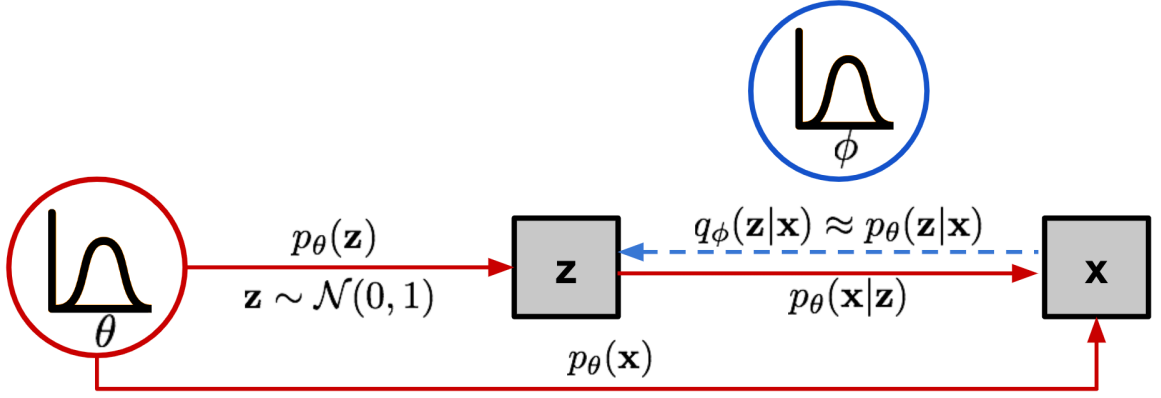 ϕ
q_ϕ(z|x) ≈ p_θ(z|x)
p_θ(z)
z
x
z ∼ 𝒩(0, 1)
p_θ(x|z)
θ
p_θ(x)